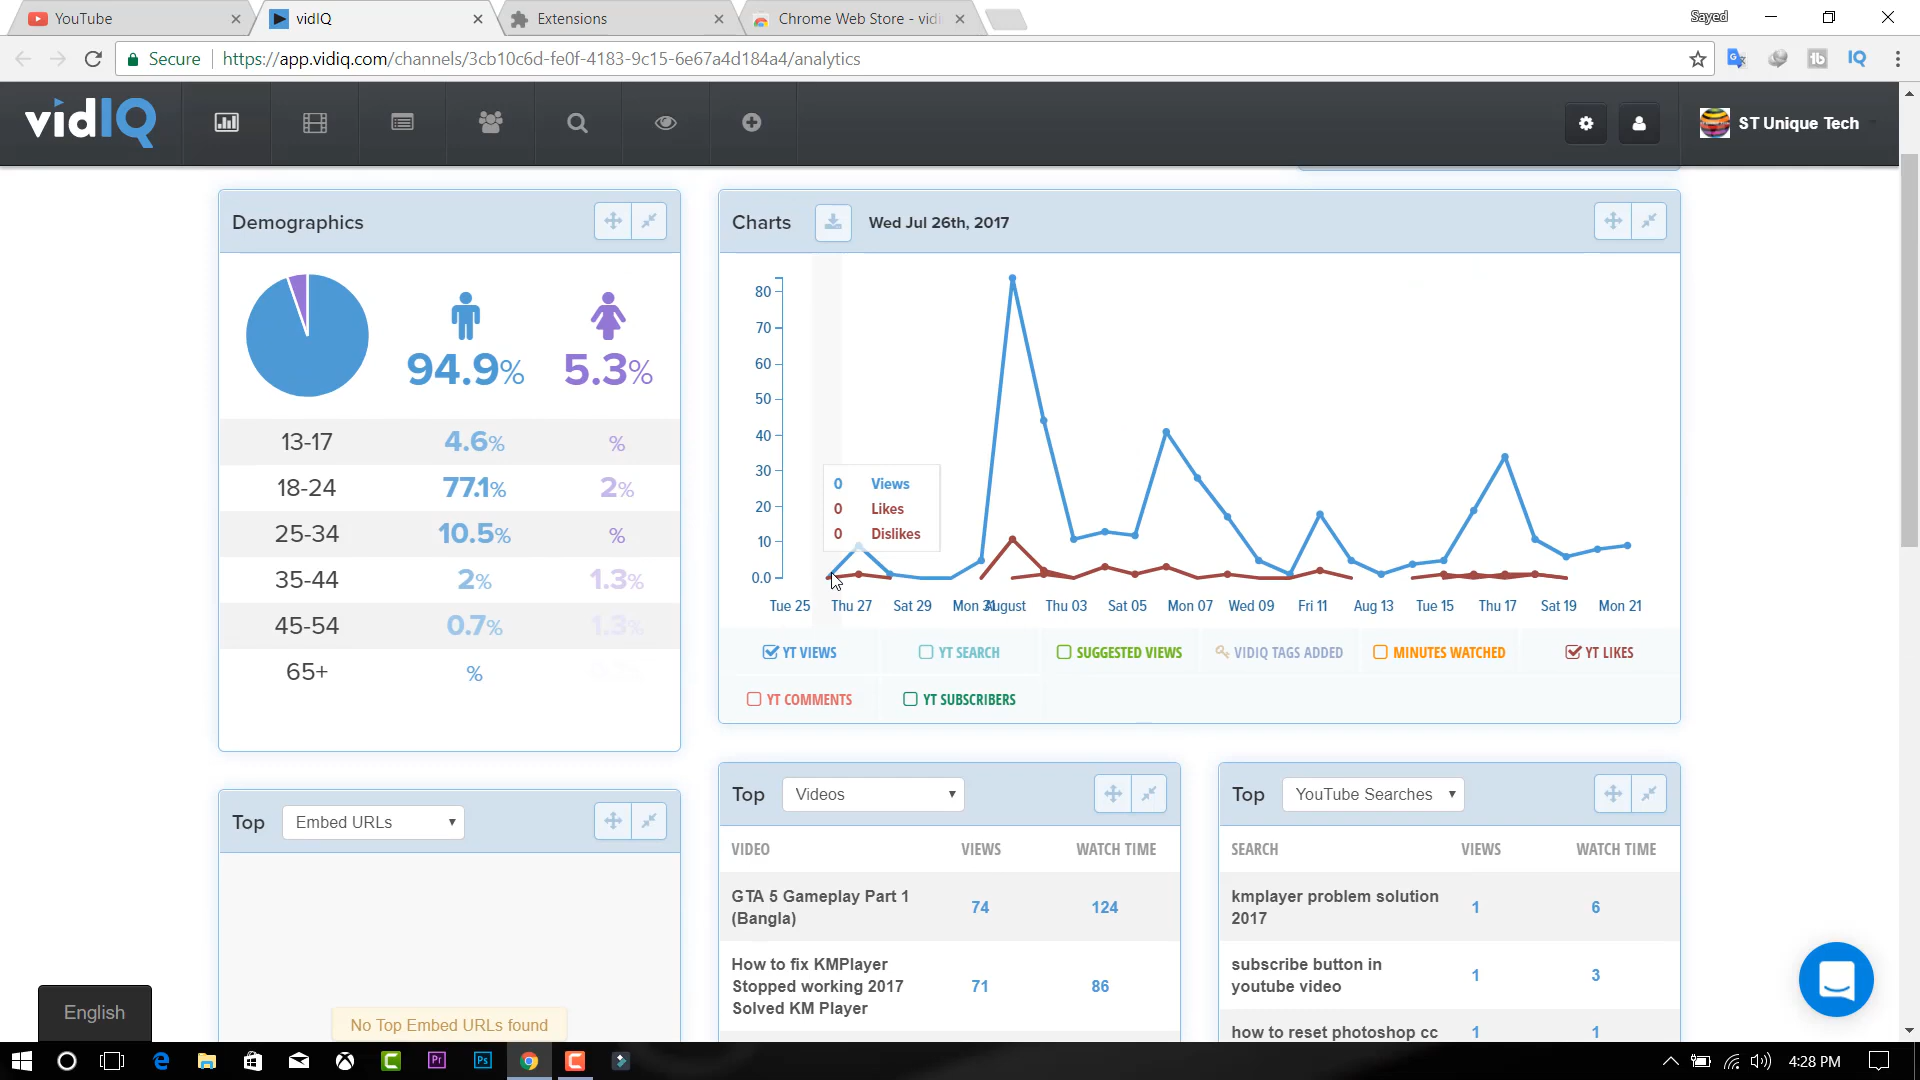 YouTube
vidIQ
Extensions
Chrome Web Store - vidi
Sayed
Secure
https://app.vidiq.com/channels/3cb10c6d-fe0f-4183-9c15-6e67a4d184a4/analytics
IQ
vidIQ
ST Unique Tech
Demographics
94.9%
5.3%
13-17 4.6% %
18-24 77.1% 2%
25-34 10.5% %
35-44 2% 1.3%
45-54 0.7% 1.3%
65+ %
Charts
Wed Jul 26th, 2017
80
70
60
50
40
30
20
10
0.0
0 Views
0 Likes
0 Dislikes
Tue 25 Thu 27 Sat 29 Mon 31 August Thu 03 Sat 05 Mon 07 Wed 09 Fri 11 Aug 13 Tue 15 Thu 17 Sat 19 Mon 21
YT VIEWS YT SEARCH SUGGESTED VIEWS VIDIQ TAGS ADDED MINUTES WATCHED YT LIKES
YT COMMENTS YT SUBSCRIBERS
Top Embed URLs
No Top Embed URLs found
Top Videos
VIDEO VIEWS WATCH TIME
GTA 5 Gameplay Part 1
(Bangla)
74 124
How to fix KMPlayer
Stopped working 2017
Solved KM Player
71 86
Top YouTube Searches
SEARCH VIEWS WATCH TIME
kmplayer problem solution
2017
1 6
subscribe button in
youtube video
1 3
how to reset photoshop cc
1 1
English
Pr
Ps
4:28 PM